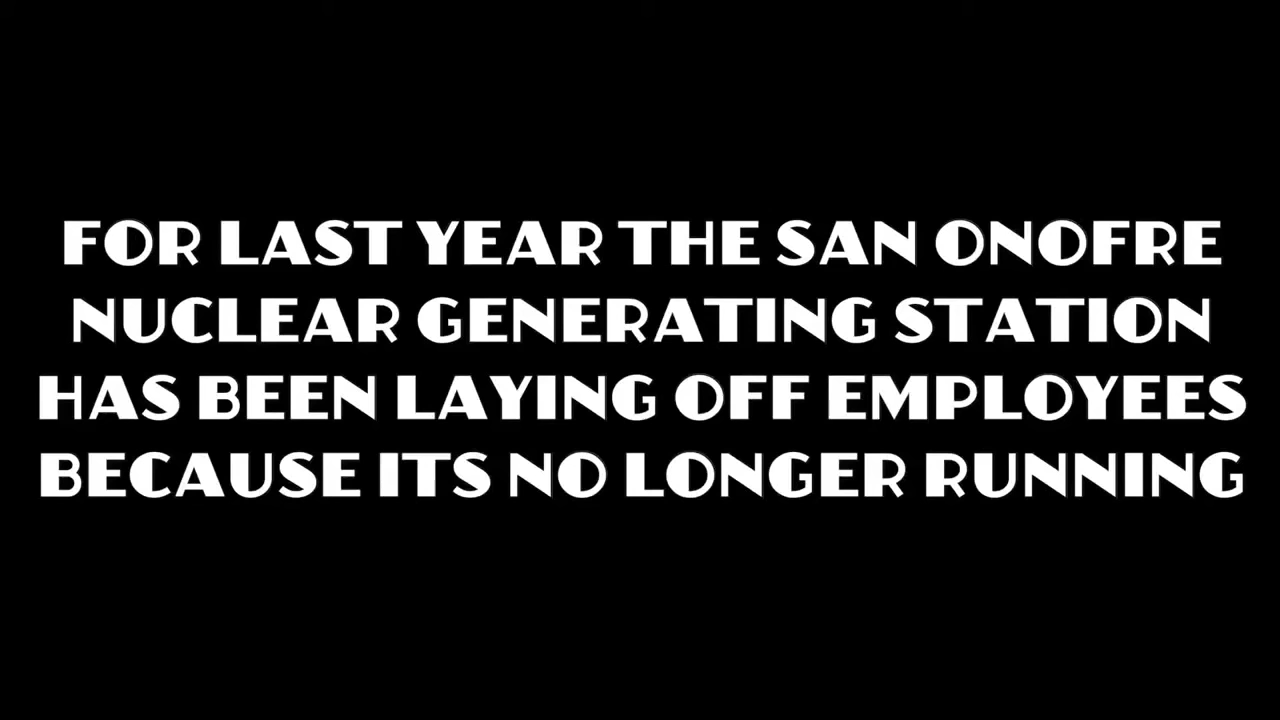 FOR LAST YEAR THE SAN ONOFRE
NUCLEAR GENERATING STATION
HAS BEEN LAYING OFF EMPLOYEES
BECAUSE ITS NO LONGER RUNNING